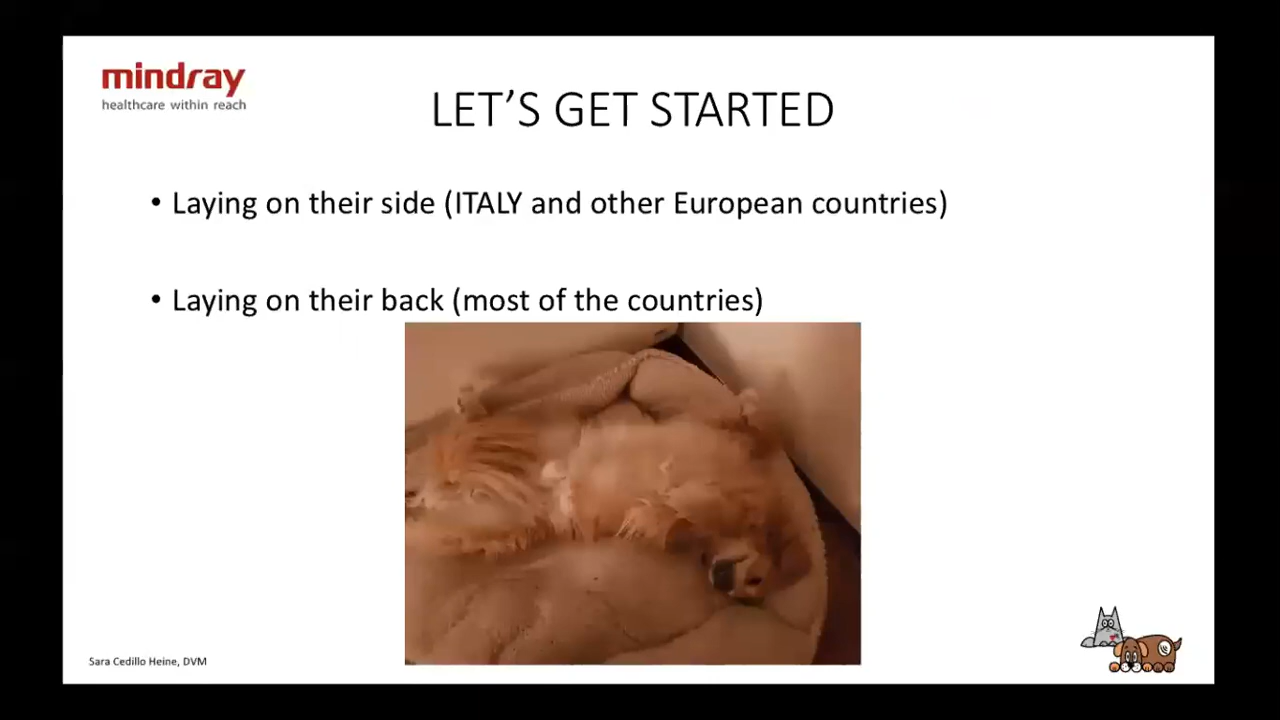 mindray
healthcare within reach
LET’S GET STARTED
• Laying on their side (ITALY and other European countries)
• Laying on their back (most of the countries)
Sara Cedillo Heine, DVM